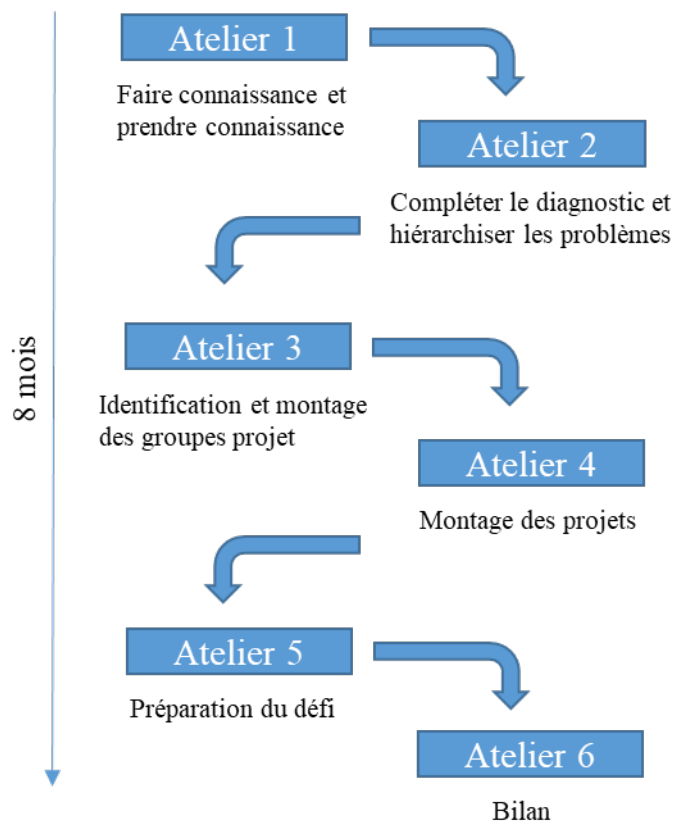 Atelier 1
Faire connaissance et
prendre connaissance
Atelier 2
Compléter le diagnostic et
hiérarchiser les problèmes
8 mois
Atelier 3
Identification et montage
des groupes projet
Atelier 4
Montage des projets
Atelier 5
Préparation du défi
Atelier 6
Bilan